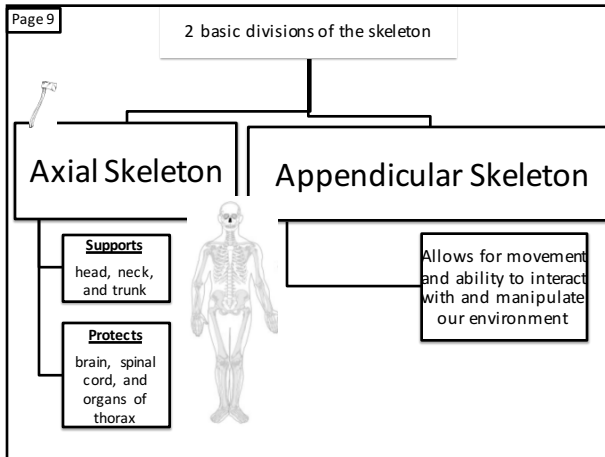 Page 9
2 basic divisions of the skeleton
Axial Skeleton
Appendicular Skeleton
Supports
head, neck,
and trunk
Protects
brain, spinal
cord, and
organs of
thorax
Allows for movement
and ability to interact
with and manipulate
our environment